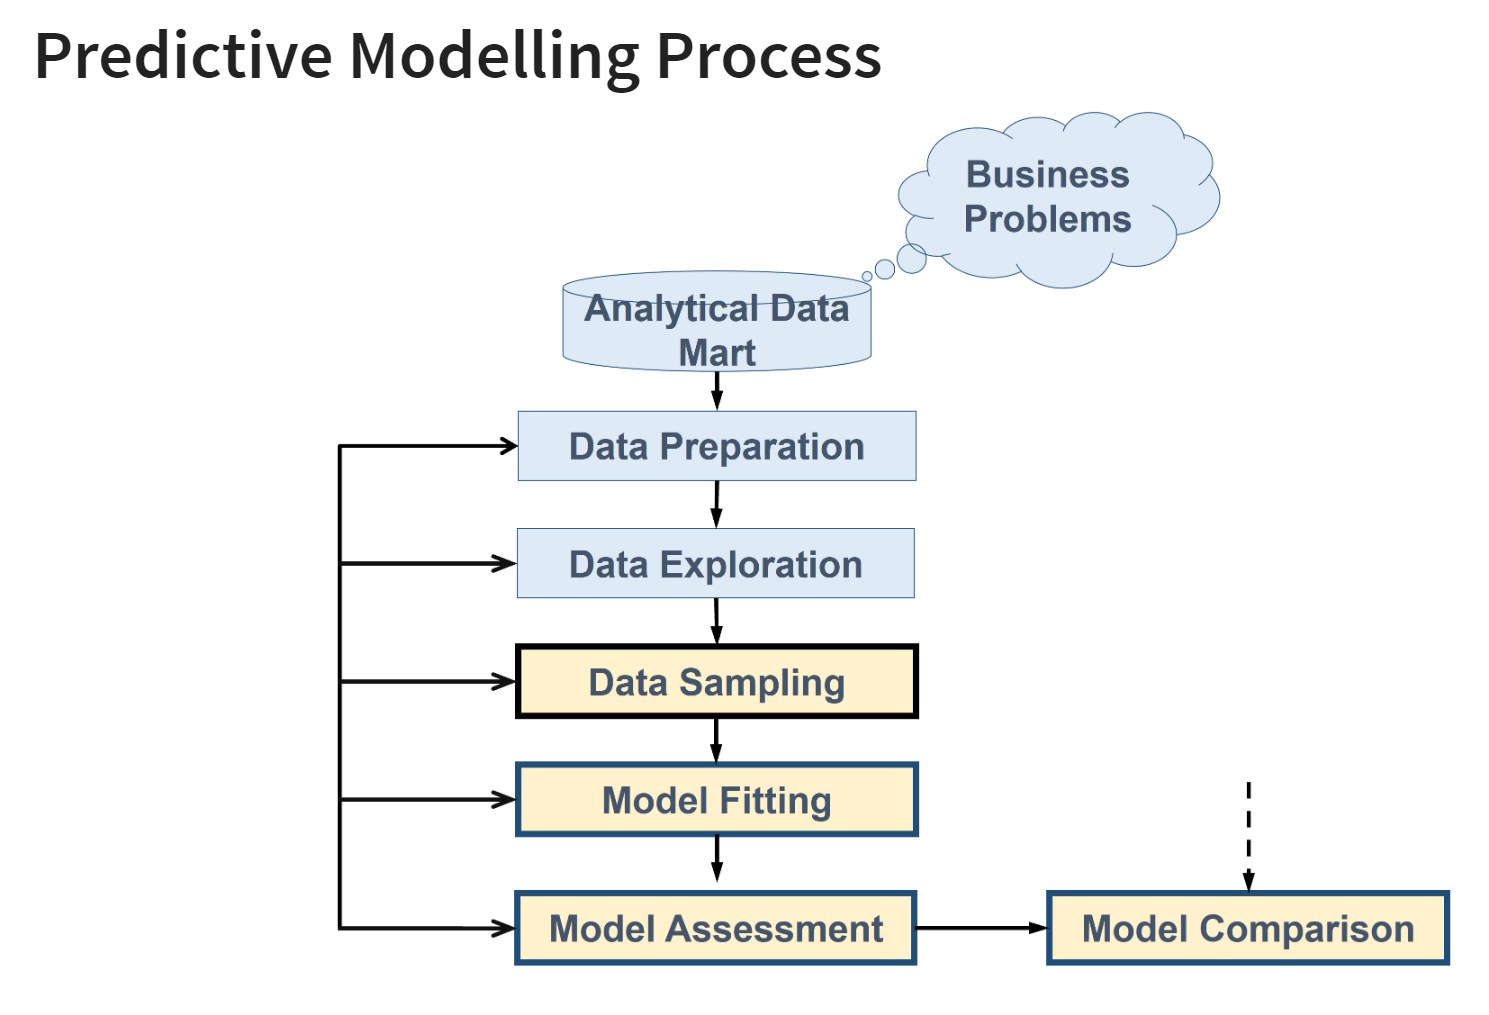 Predictive Modelling Process
Business
Problems
Analytical Data
Mart
Data Preparation
Data Exploration
Data Sampling
Model Fitting
Model Assessment
Model Comparison